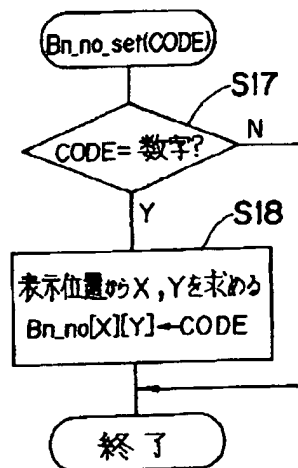 Bn_no_set(CODE)
S17
CODE=数字?
N
Y
S18
表示位置からX,Yを求める
Bn_no[X][Y]←CODE
終了